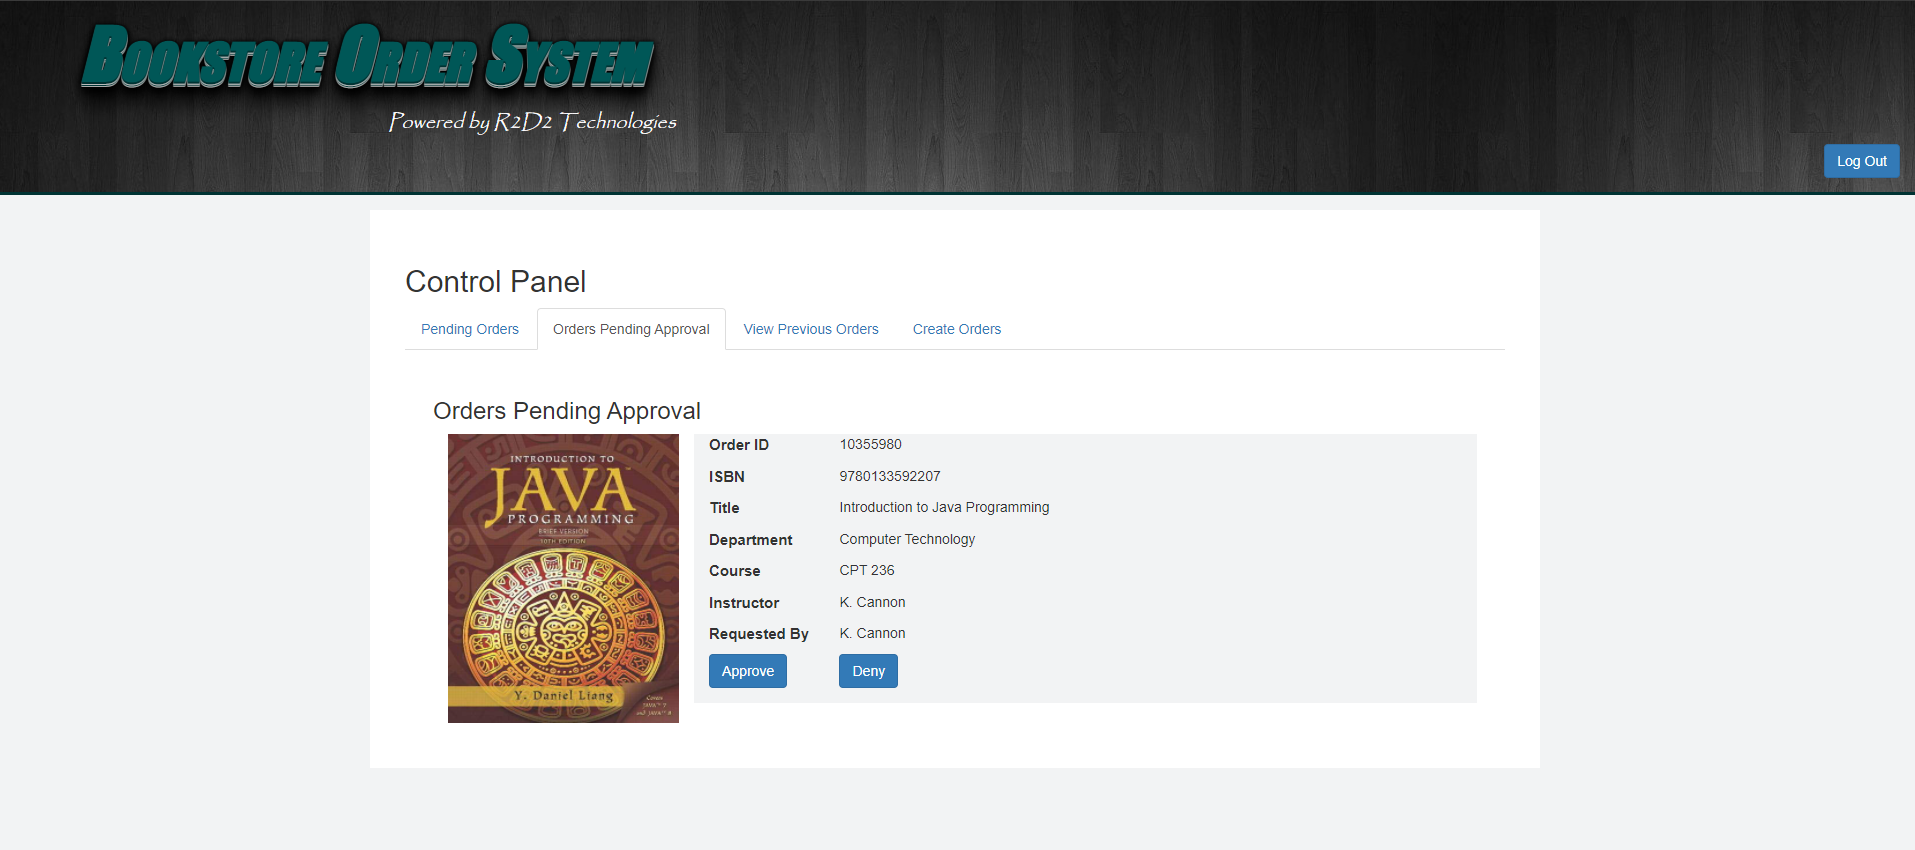 Bookstore Order System
Powered by R2D2 Technologies
Log Out
Control Panel
Pending Orders
Orders Pending Approval
View Previous Orders
Create Orders
Orders Pending Approval
INTRODUCTION TO
JAVA™
PROGRAMMING
BRIEF VERSION
10TH EDITION
Y. Daniel Liang
Covers
JAVA™ 7
and JAVA™ 8
Order ID 10355980
ISBN 9780133592207
Title Introduction to Java Programming
Department Computer Technology
Course CPT 236
Instructor K. Cannon
Requested By K. Cannon
Approve Deny